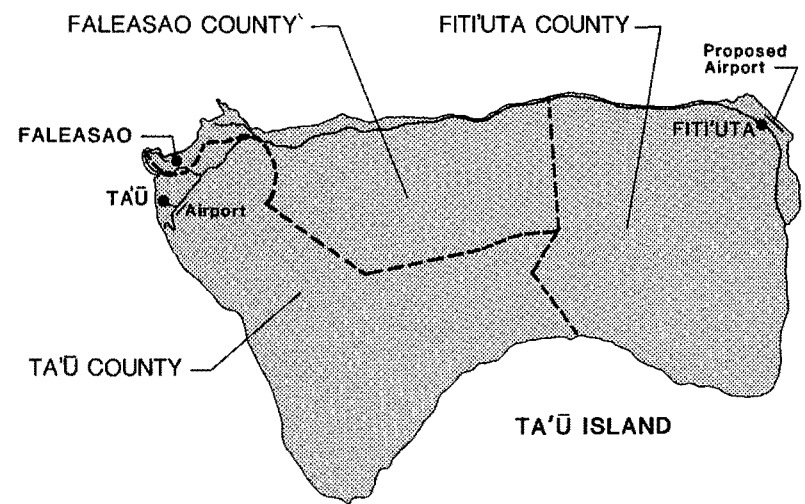 FALEASAO COUNTY
FITI'UTA COUNTY
Proposed
Airport
FALEASAO
FITI'UTA
TA'Ū
Airport
TA'Ū COUNTY
TA'Ū ISLAND